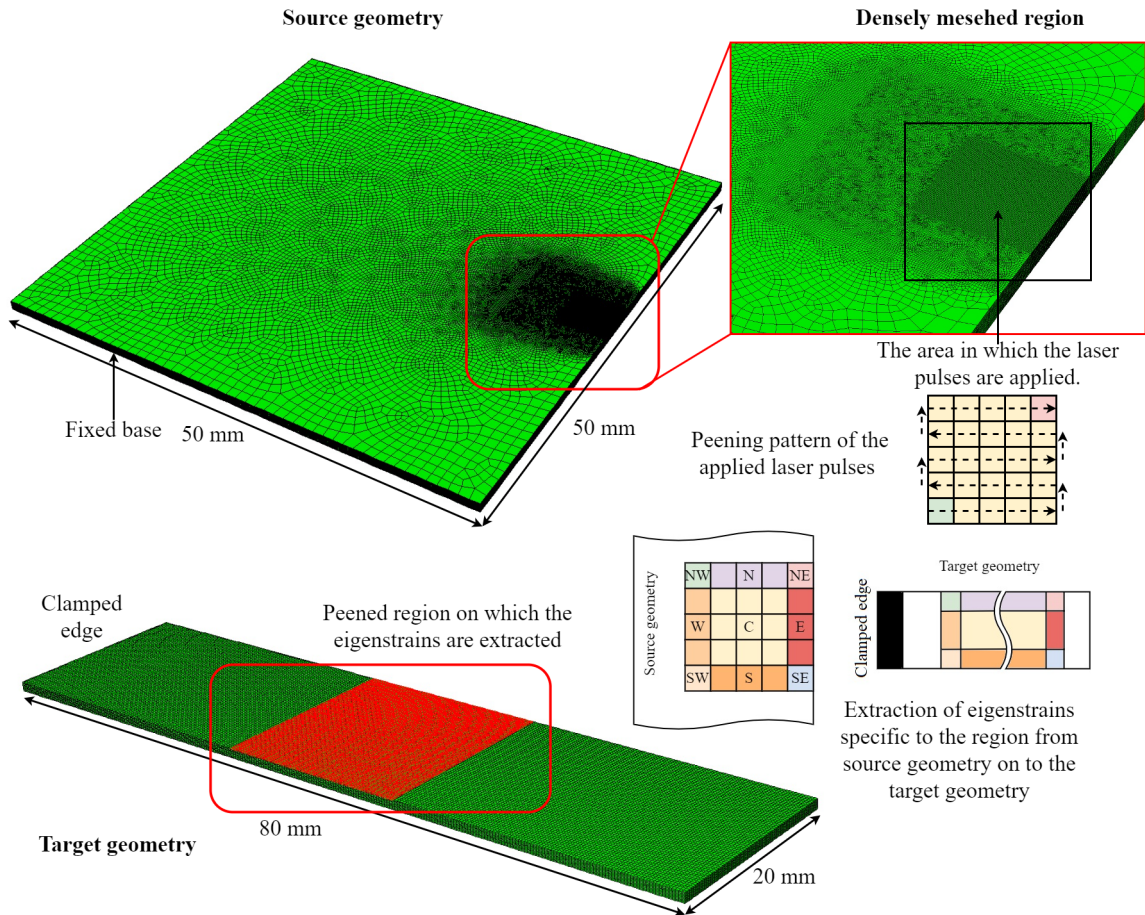 Source geometry
Densely mesehed region
Fixed base
50 mm
50 mm
The area in which the laser
pulses are applied.
Peening pattern of the
applied laser pulses
Source geometry
NW N NE
W C E
SW S SE
Target geometry
Clamped edge
Extraction of eigenstrains
specific to the region from
source geometry on to the
target geometry
Clamped
edge
Peened region on which the
eigenstrains are extracted
80 mm
20 mm
Target geometry